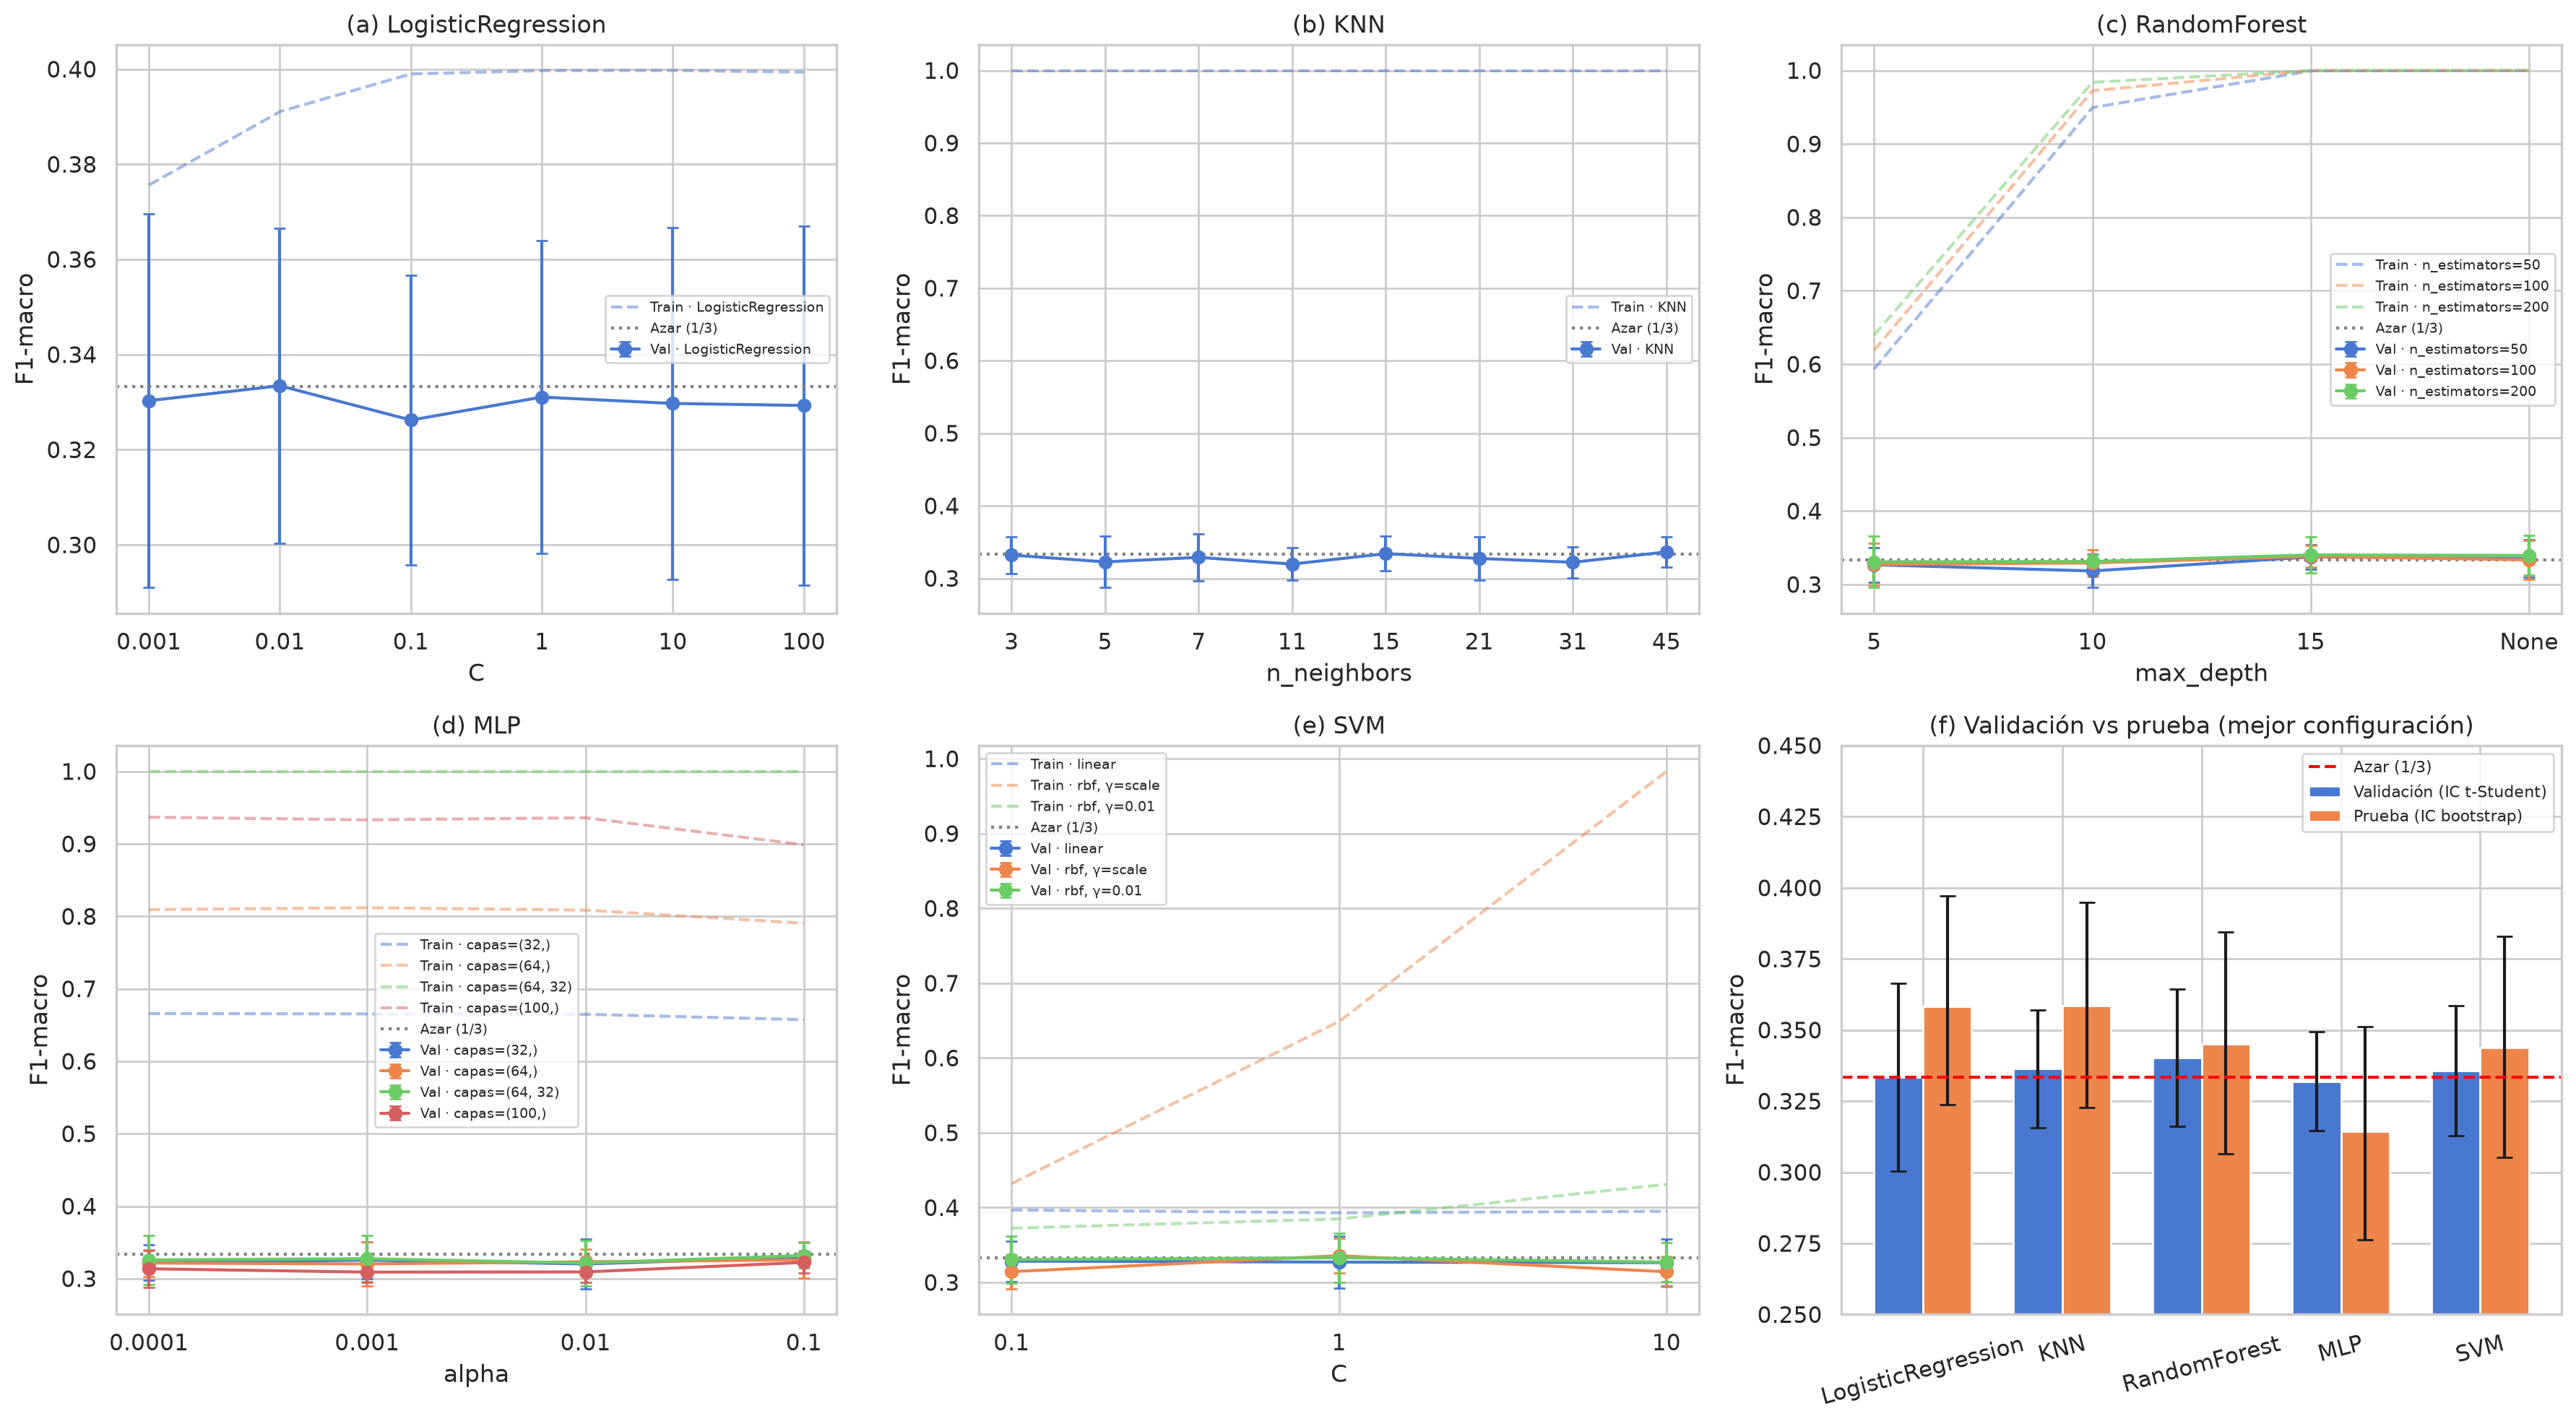 (a) LogisticRegression
F1-macro
0.40
0.38
0.36
0.34
0.32
0.30
Train · LogisticRegression
Azar (1/3)
Val · LogisticRegression
0.001 0.01 0.1 1 10 100
C
(b) KNN
F1-macro
1.0
0.9
0.8
0.7
0.6
0.5
0.4
0.3
Train · KNN
Azar (1/3)
Val · KNN
3 5 7 11 15 21 31 45
n_neighbors
(c) RandomForest
F1-macro
1.0
0.9
0.8
0.7
0.6
0.5
0.4
0.3
Train · n_estimators=50
Train · n_estimators=100
Train · n_estimators=200
Azar (1/3)
Val · n_estimators=50
Val · n_estimators=100
Val · n_estimators=200
5 10 15 None
max_depth
(d) MLP
F1-macro
1.0
0.9
0.8
0.7
0.6
0.5
0.4
0.3
Train · capas=(32,)
Train · capas=(64,)
Train · capas=(64, 32)
Train · capas=(100,)
Azar (1/3)
Val · capas=(32,)
Val · capas=(64,)
Val · capas=(64, 32)
Val · capas=(100,)
0.0001 0.001 0.01 0.1
alpha
(e) SVM
F1-macro
1.0
0.9
0.8
0.7
0.6
0.5
0.4
0.3
Train · linear
Train · rbf, γ=scale
Train · rbf, γ=0.01
Azar (1/3)
Val · linear
Val · rbf, γ=scale
Val · rbf, γ=0.01
0.1 1 10
C
(f) Validación vs prueba (mejor configuración)
F1-macro
0.450
0.425
0.400
0.375
0.350
0.325
0.300
0.275
0.250
Azar (1/3)
Validación (IC t-Student)
Prueba (IC bootstrap)
LogisticRegression KNN RandomForest MLP SVM